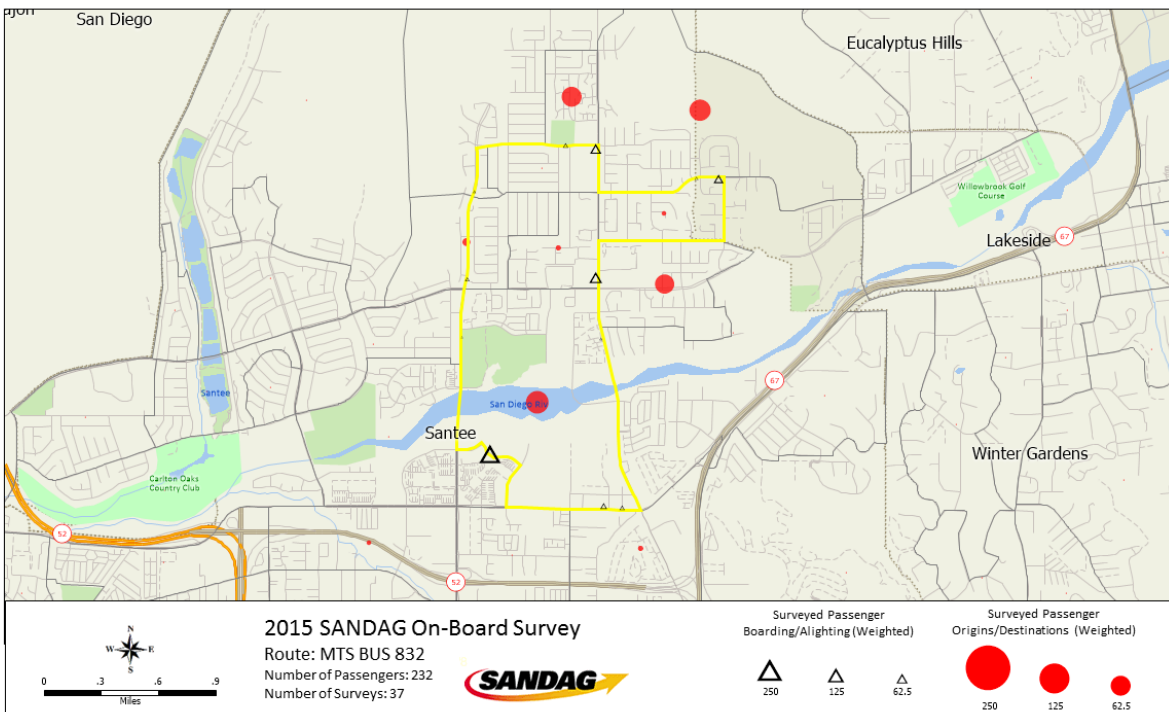 ajon
San Diego
Eucalyptus Hills
Willowbrook Golf
Course
Lakeside
67
67
Santee
San Diego Riv
Santee
Winter Gardens
Carlton Oaks
Country Club
52
52
N
W
E
S
0
.3
.6
.9
Miles
2015 SANDAG On-Board Survey
Route: MTS BUS 832
Number of Passengers: 232
Number of Surveys: 37
SANDAG
Surveyed Passenger
Boarding/Alighting (Weighted)
250
125
62.5
Surveyed Passenger
Origins/Destinations (Weighted)
250
125
62.5